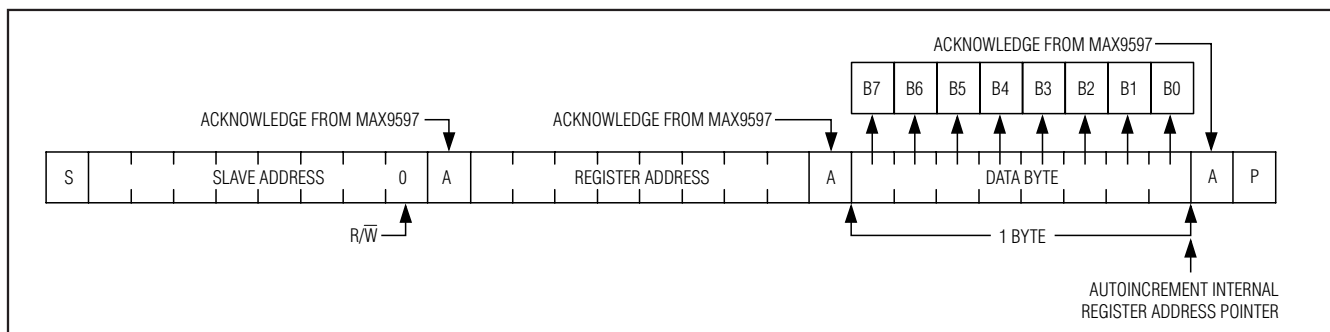 ACKNOWLEDGE FROM MAX9597
B7 B6 B5 B4 B3 B2 B1 B0
ACKNOWLEDGE FROM MAX9597 ACKNOWLEDGE FROM MAX9597
S SLAVE ADDRESS 0 A REGISTER ADDRESS A DATA BYTE A P
R/W̅ 1 BYTE
AUTOINCREMENT INTERNAL
REGISTER ADDRESS POINTER